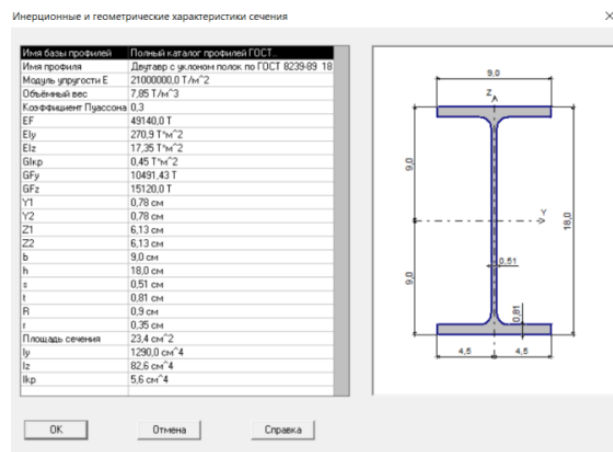 Инерционные и геометрические характеристики сечения
Имя базы профилей Полный каталог профилей ГОСТ..
Имя профиля Двутавр с уклоном полок по ГОСТ 8239-89 18
Модуль упругости E 21000000,0 Т/м^2
Объёмный вес 7,85 Т/м^3
Коэффициент Пуассона 0,3
EF 49140,0 Т
EIy 270,9 Т*м^2
EIz 17,35 Т*м^2
GIкр 0,45 Т*м^2
GFy 10491,43 Т
GFz 15120,0 Т
Y1 0,78 см
Y2 0,78 см
Z1 6,13 см
Z2 6,13 см
b 9,0 см
h 18,0 см
s 0,51 см
t 0,81 см
R 0,9 см
r 0,35 см
Площадь сечения 23,4 см^2
Iy 1290,0 см^4
Iz 82,6 см^4
Iкр 5,6 см^4
9,0
Z
9,0
Y
18,0
0,51
9,0
0,81
4,5 4,5
OK Отмена Справка